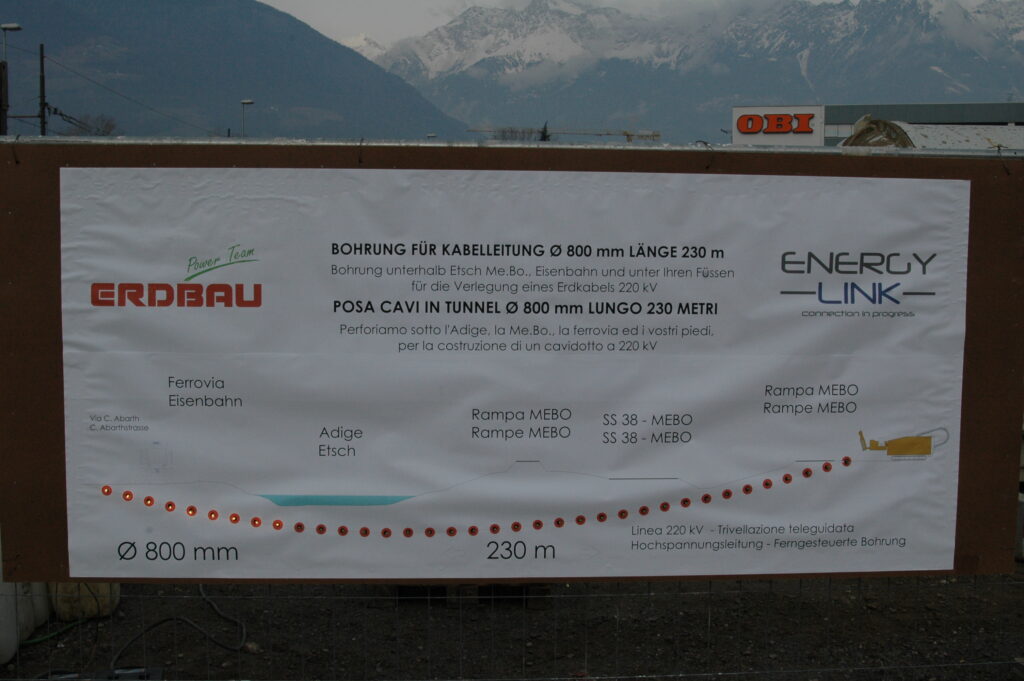 OBI
Power Team
ERDBAU
BOHRUNG FÜR KABELLEITUNG Ø 800 mm LÄNGE 230 m
Bohrung unterhalb Etsch Me.Bo., Eisenbahn und unter Ihren Füssen
für die Verlegung eines Erdkabels 220 kV
POSA CAVI IN TUNNEL Ø 800 mm LUNGO 230 METRI
Perforiamo sotto l'Adige, la Me.Bo., la ferrovia ed i vostri piedi,
per la costruzione di un cavidotto a 220 kV
ENERGY
LINK
connection in progress
Ferrovia
Eisenbahn
Via C. Abarth
C. Abarthstrasse
Adige
Etsch
Rampa MEBO
Rampe MEBO
SS 38 - MEBO
SS 38 - MEBO
Rampa MEBO
Rampe MEBO
Ø 800 mm
230 m
Linea 220 kV - Trivellazione teleguidata
Hochspannungsleitung - Ferngesteuerte Bohrung